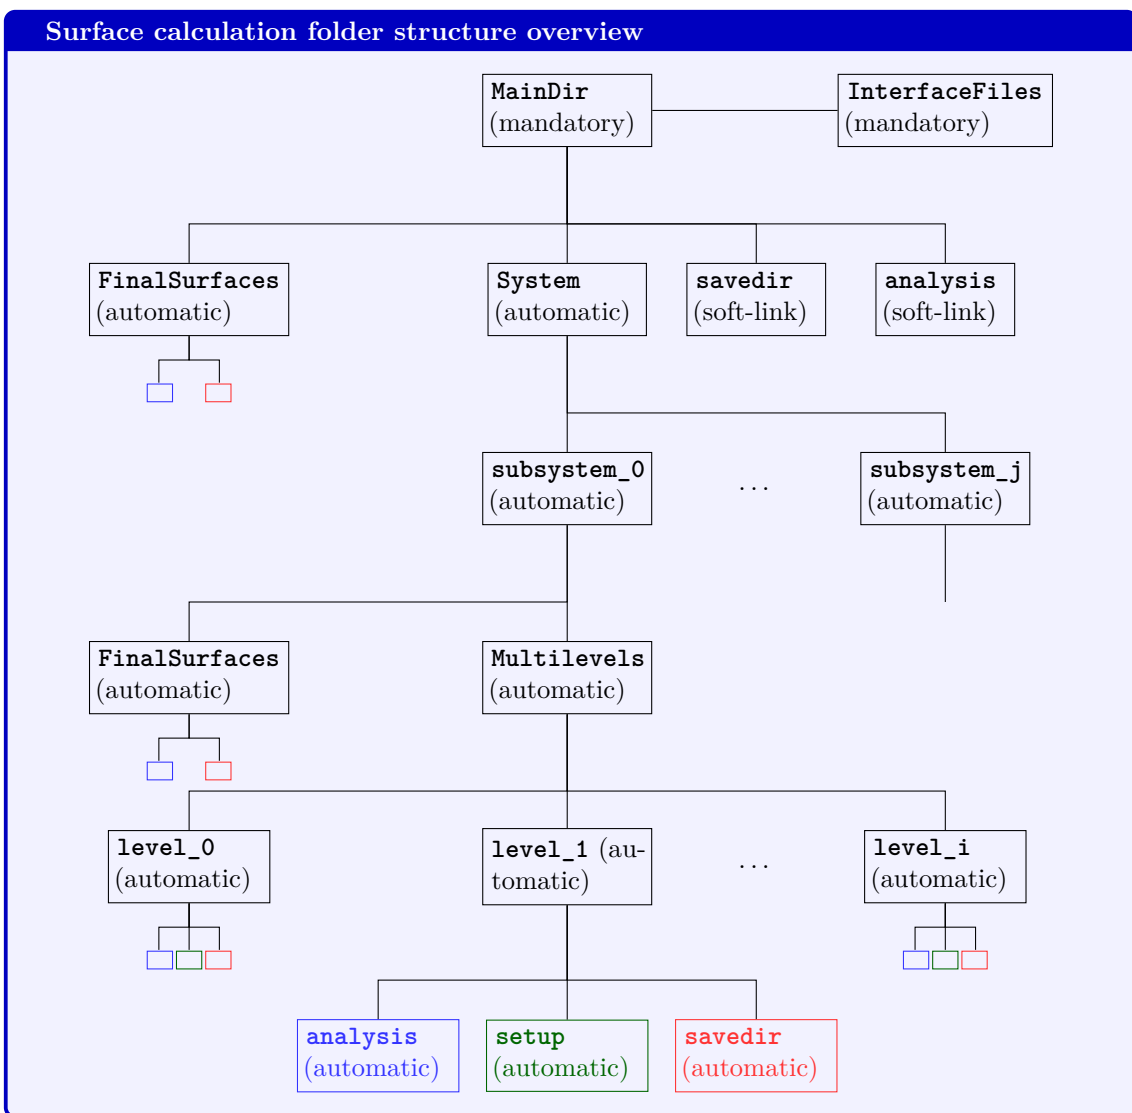 Surface calculation folder structure overview
MainDir
(mandatory)
InterfaceFiles
(mandatory)
FinalSurfaces
(automatic)
System
(automatic)
savedir
(soft-link)
analysis
(soft-link)
subsystem_0
(automatic)
...
subsystem_j
(automatic)
FinalSurfaces
(automatic)
Multilevels
(automatic)
level_0
(automatic)
level_1 (au-
tomatic)
...
level_i
(automatic)
analysis
(automatic)
setup
(automatic)
savedir
(automatic)